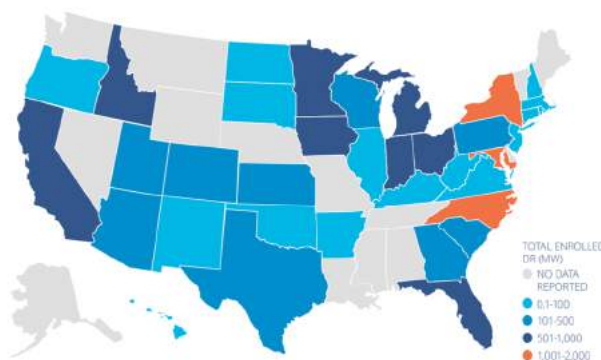 TOTAL ENROLLED
DR (MW)
NO DATA
REPORTED
0.1-100
101-500
501-1,000
1,001-2,000